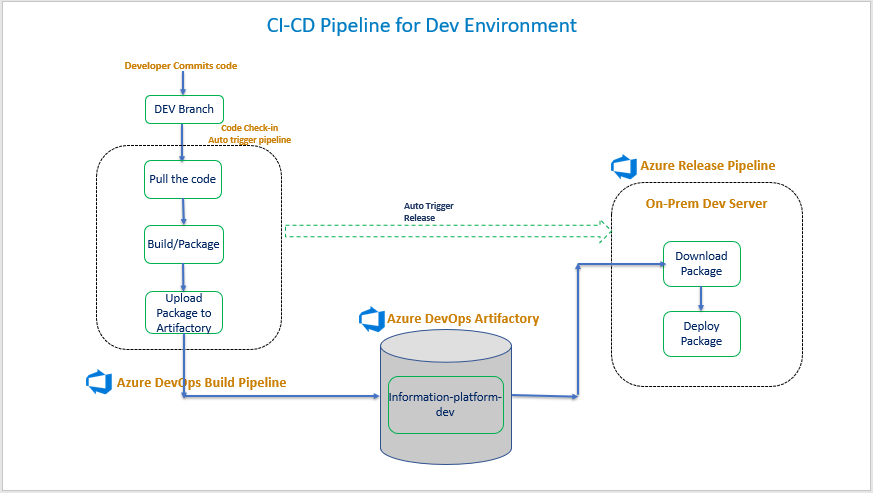 CI-CD Pipeline for Dev Environment
Developer Commits code
DEV Branch
Code Check-in
Auto trigger pipeline
Pull the code
Build/Package
Upload
Package to
Artifactory
Azure DevOps Build Pipeline
Auto Trigger
Release
Azure DevOps Artifactory
Information-platform-
dev
Azure Release Pipeline
On-Prem Dev Server
Download
Package
Deploy
Package